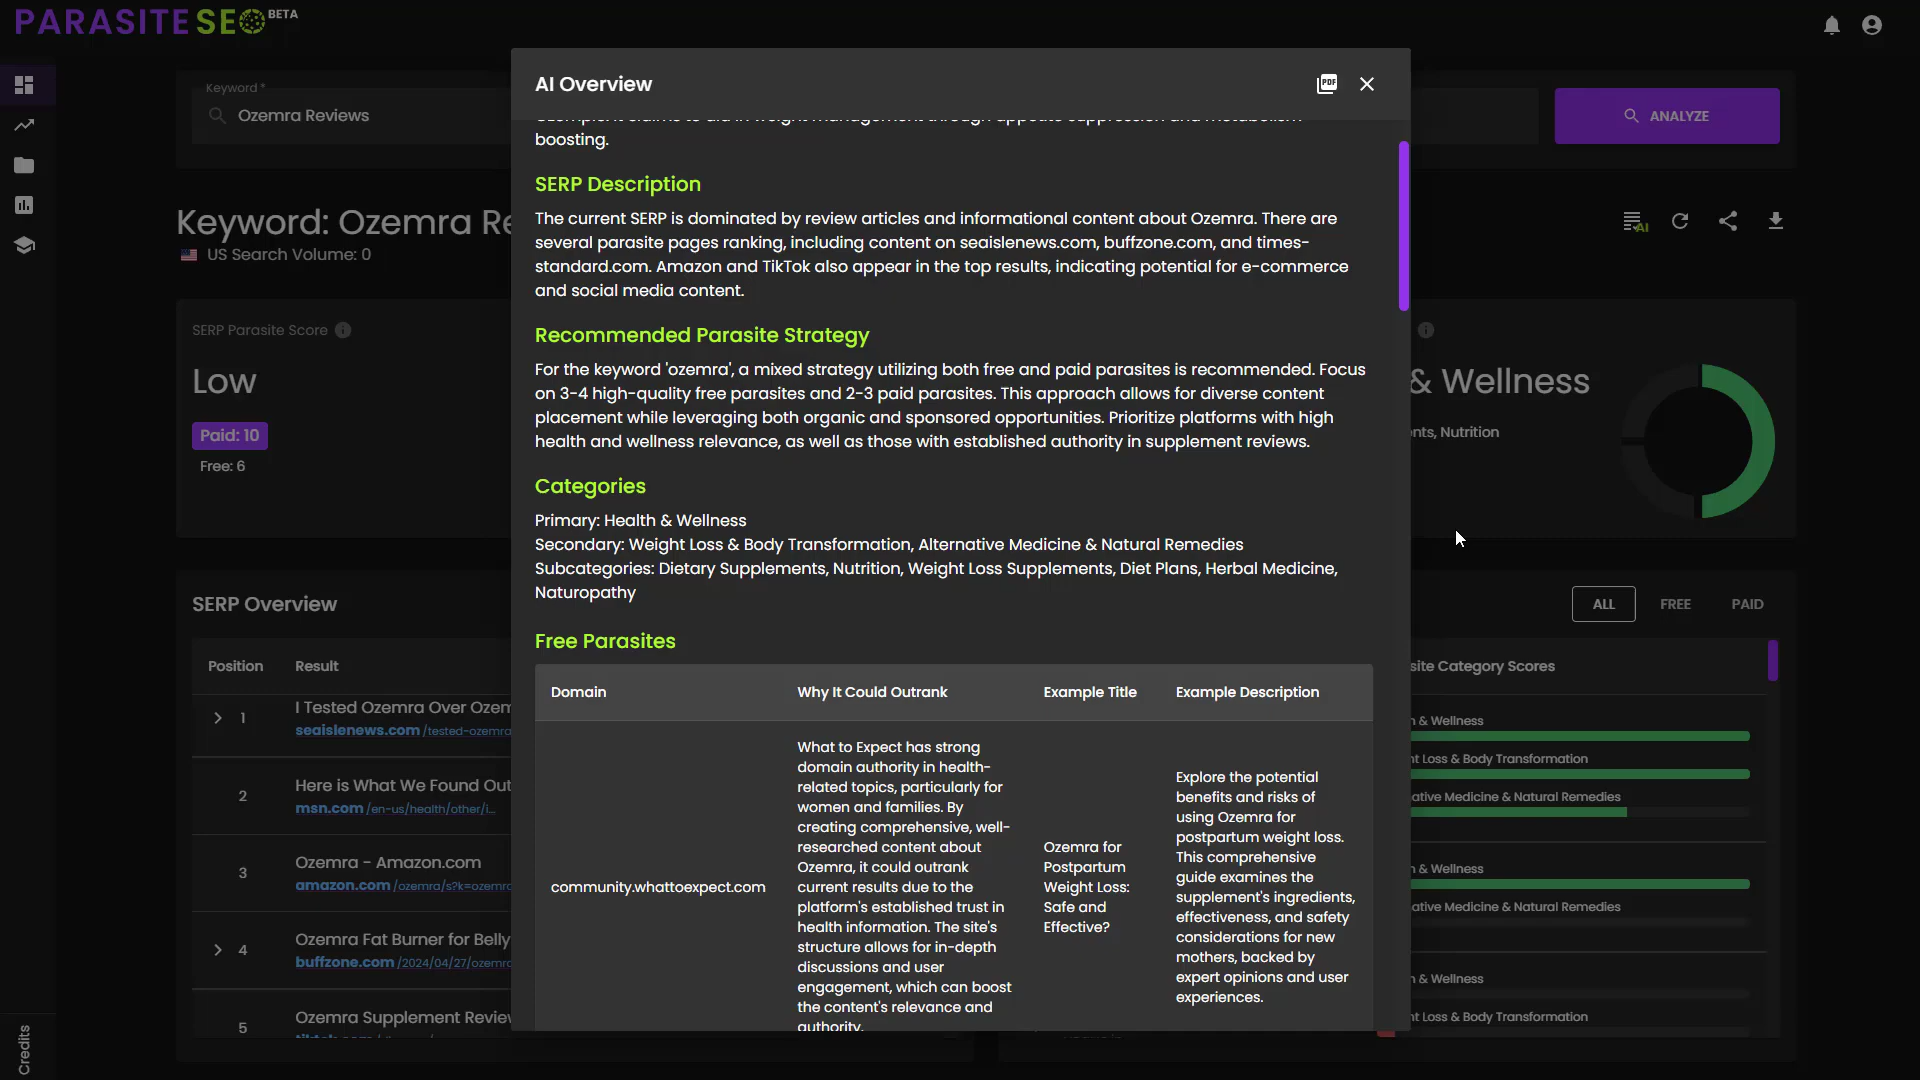 PARASITE SEO BETA
Keyword *
Ozemra Reviews
ANALYZE
Keyword: Ozemra Re
US Search Volume: 0
AI
SERP Parasite Score
Low
Paid: 10
Free: 6
& Wellness
nts, Nutrition
SERP Overview
Position Result
1 I Tested Ozemra Over Ozem
seaislenews.com /tested-ozemra
2 Here is What We Found Out
msn.com /en-us/health/other/i...
3 Ozemra - Amazon.com
amazon.com /ozemra/s?k=ozemra
4 Ozemra Fat Burner for Belly
buffzone.com /2024/04/27/ozemra
5 Ozemra Supplement Review
Credits
AI Overview
PDF
boosting.
SERP Description
The current SERP is dominated by review articles and informational content about Ozemra. There are
several parasite pages ranking, including content on seaislenews.com, buffzone.com, and times-
standard.com. Amazon and TikTok also appear in the top results, indicating potential for e-commerce
and social media content.
Recommended Parasite Strategy
For the keyword 'ozemra', a mixed strategy utilizing both free and paid parasites is recommended. Focus
on 3-4 high-quality free parasites and 2-3 paid parasites. This approach allows for diverse content
placement while leveraging both organic and sponsored opportunities. Prioritize platforms with high
health and wellness relevance, as well as those with established authority in supplement reviews.
Categories
Primary: Health & Wellness
Secondary: Weight Loss & Body Transformation, Alternative Medicine & Natural Remedies
Subcategories: Dietary Supplements, Nutrition, Weight Loss Supplements, Diet Plans, Herbal Medicine,
Naturopathy
Free Parasites
Domain Why It Could Outrank Example Title Example Description
community.whattoexpect.com
What to Expect has strong
domain authority in health-
related topics, particularly for
women and families. By
creating comprehensive, well-
researched content about
Ozemra, it could outrank
current results due to the
platform's established trust in
health information. The site's
structure allows for in-depth
discussions and user
engagement, which can boost
the content's relevance and
authority.
Ozemra for
Postpartum
Weight Loss:
Safe and
Effective?
Explore the potential
benefits and risks of
using Ozemra for
postpartum weight loss.
This comprehensive
guide examines the
supplement's ingredients,
effectiveness, and safety
considerations for new
mothers, backed by
expert opinions and user
experiences.
ALL FREE PAID
site Category Scores
n & Wellness
ht Loss & Body Transformation
ative Medicine & Natural Remedies
n & Wellness
ative Medicine & Natural Remedies
n & Wellness
ht Loss & Body Transformation